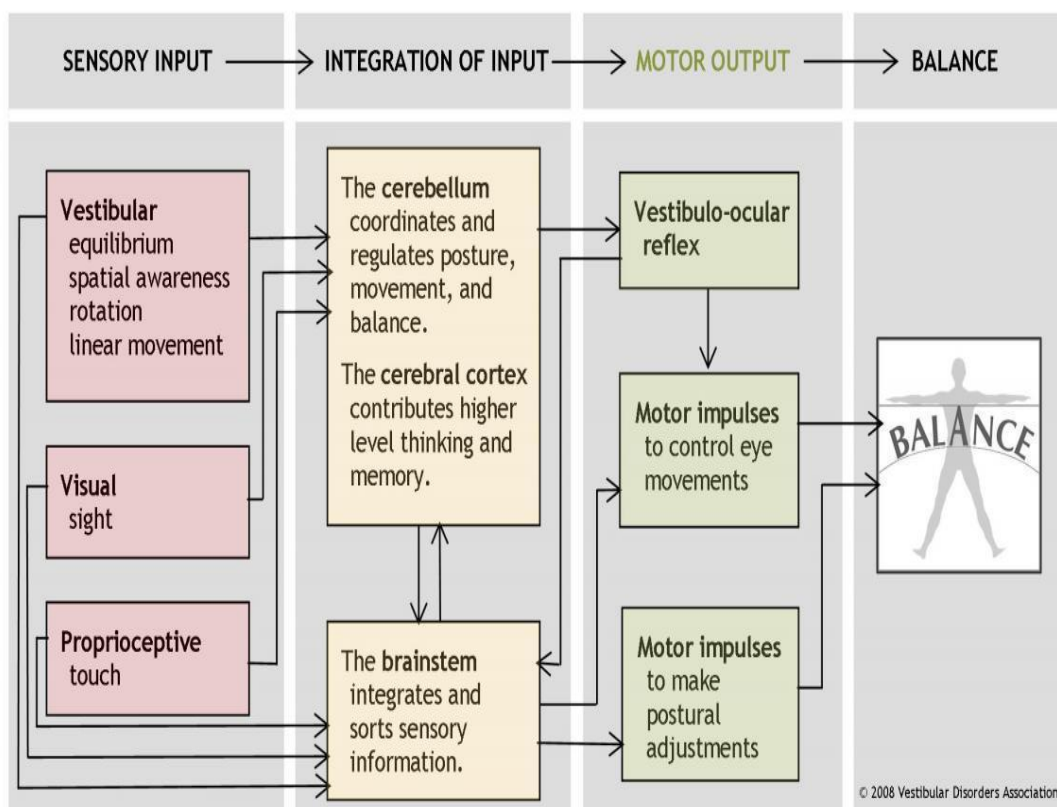 SENSORY INPUT
INTEGRATION OF INPUT
MOTOR OUTPUT
BALANCE
Vestibular
equilibrium
spatial awareness
rotation
linear movement
Visual
sight
Proprioceptive
touch
The cerebellum
coordinates and
regulates posture,
movement, and
balance.
The cerebral cortex
contributes higher
level thinking and
memory.
The brainstem
integrates and
sorts sensory
information.
Vestibulo-ocular
reflex
Motor impulses
to control eye
movements
Motor impulses
to make
postural
adjustments
BALANCE
© 2008 Vestibular Disorders Association